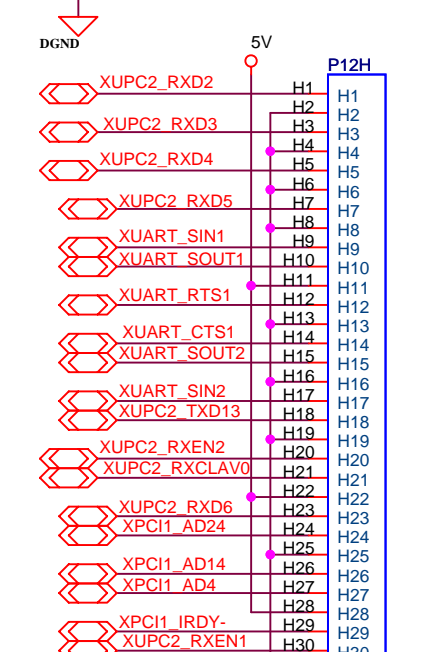 DGND
5V
P12H
XUPC2_RXD2 H1 H1
H2 H2
XUPC2_RXD3 H3 H3
H4 H4
XUPC2_RXD4 H5 H5
H6 H6
XUPC2_RXD5 H7 H7
H8 H8
XUART_SIN1 H9 H9
XUART_SOUT1 H10 H10
H11 H11
XUART_RTS1 H12 H12
H13 H13
XUART_CTS1 H14 H14
XUART_SOUT2 H15 H15
H16 H16
XUART_SIN2 H17 H17
XUPC2_TXD13 H18 H18
H19 H19
XUPC2_RXEN2 H20 H20
XUPC2_RXCLAV0 H21 H21
H22 H22
XUPC2_RXD6 H23 H23
XPCI1_AD24 H24 H24
H25 H25
XPCI1_AD14 H26 H26
XPCI1_AD4 H27 H27
H28 H28
XPCI1_IRDY- H29 H29
XUPC2_RXEN1 H30 H30